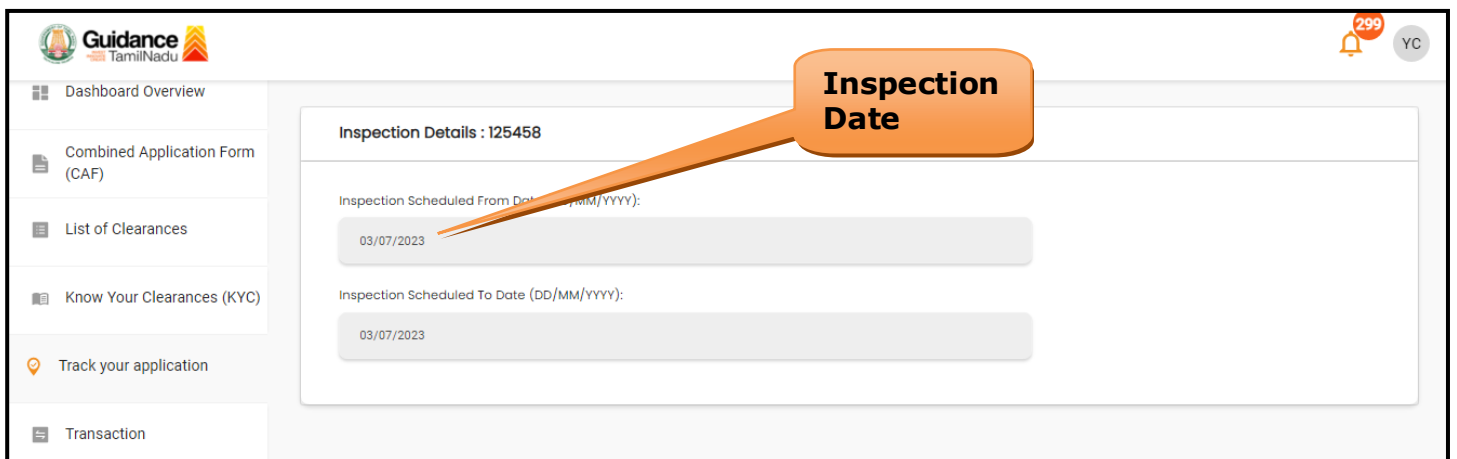 Guidance
TamilNadu
299
YC
Dashboard Overview
Combined Application Form
(CAF)
List of Clearances
Know Your Clearances (KYC)
Track your application
Transaction
Inspection
Date
Inspection Details : 125458
Inspection Scheduled From Dat MM/YYYY):
03/07/2023
Inspection Scheduled To Date (DD/MM/YYYY):
03/07/2023